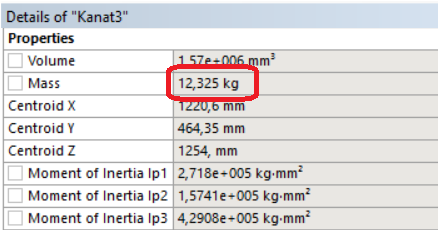 Details of "Kanat3"
Properties
Volume 1,57e+006 mm³
Mass 12,325 kg
Centroid X 1220,6 mm
Centroid Y 464,35 mm
Centroid Z 1254, mm
Moment of Inertia Ip1 2,718e+005 kg·mm²
Moment of Inertia Ip2 1,5741e+005 kg·mm²
Moment of Inertia Ip3 4,2908e+005 kg·mm²